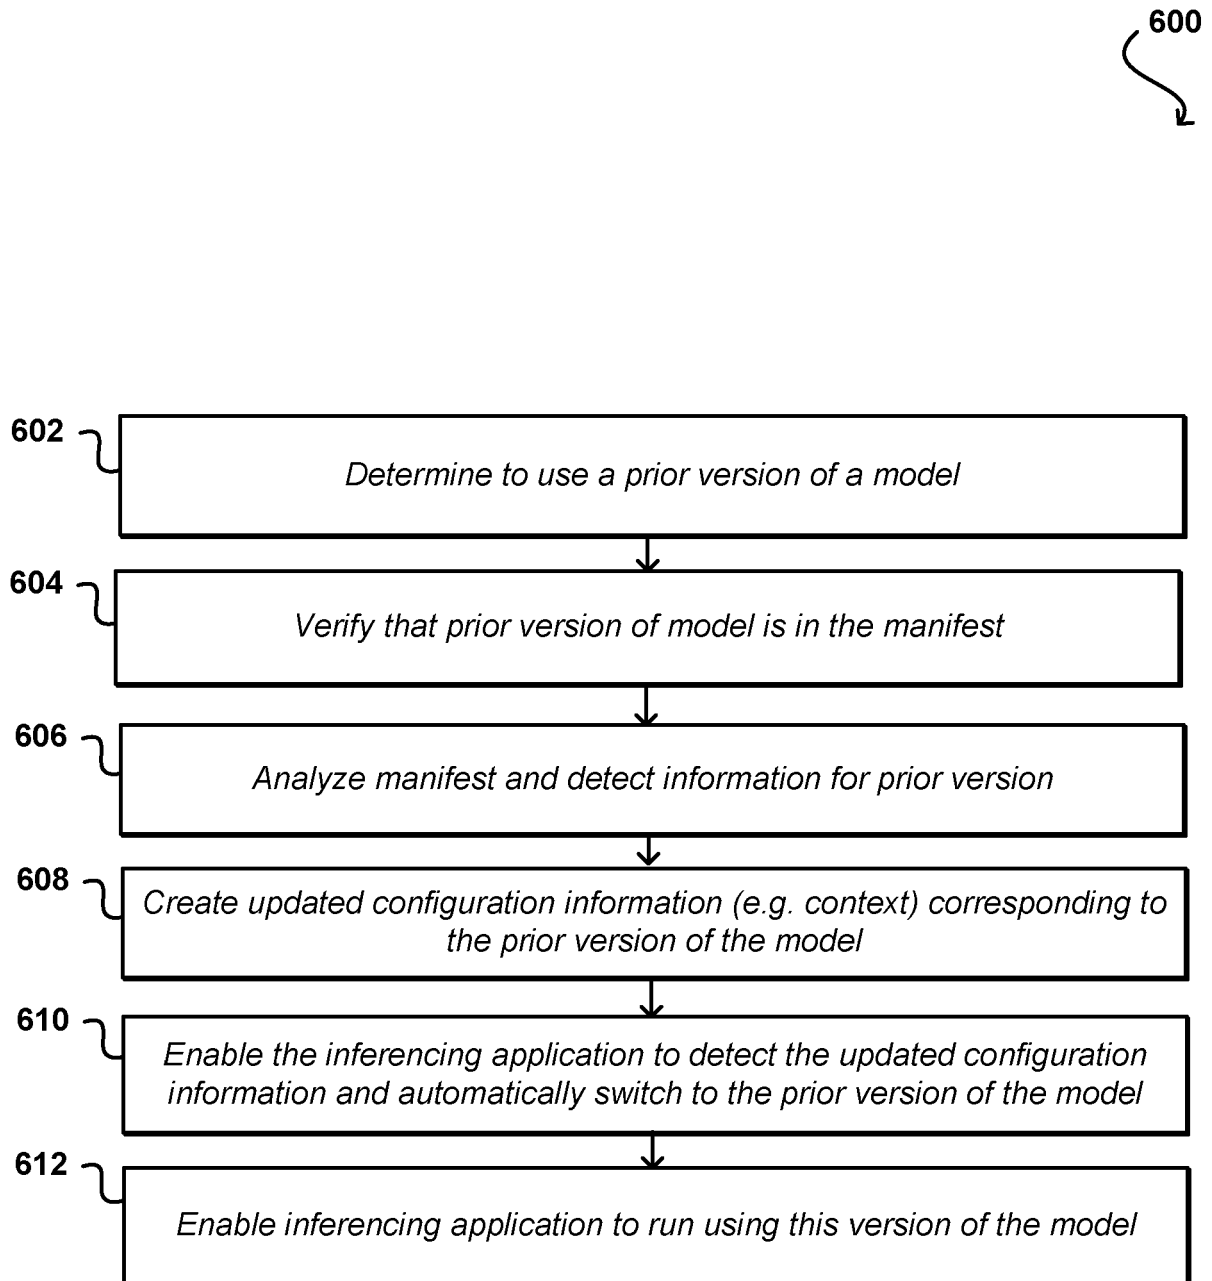 600
602
Determine to use a prior version of a model
604
Verify that prior version of model is in the manifest
606
Analyze manifest and detect information for prior version
608
Create updated configuration information (e.g. context) corresponding to
the prior version of the model
610
Enable the inferencing application to detect the updated configuration
information and automatically switch to the prior version of the model
612
Enable inferencing application to run using this version of the model